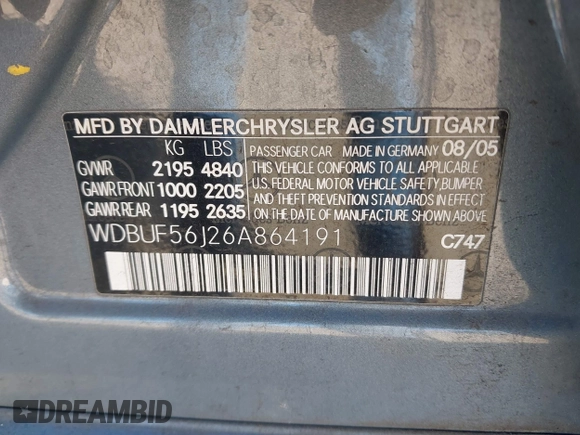 MFD BY DAIMLERCHRYSLER AG STUTTGART
KG LBS PASSENGER CAR MADE IN GERMANY 08/05
GVWR 2195 4840 THIS VEHICLE CONFORMS TO ALL APPLICABLE
GAWR FRONT 1000 2205 U.S. FEDERAL MOTOR VEHICLE SAFETY, BUMPER
GAWR REAR 1195 2635 AND THEFT PREVENTION STANDARDS IN EFFECT
ON THE DATE OF MANUFACTURE SHOWN ABOVE.
WDBUF56J26A864191 C747
DREAMBID